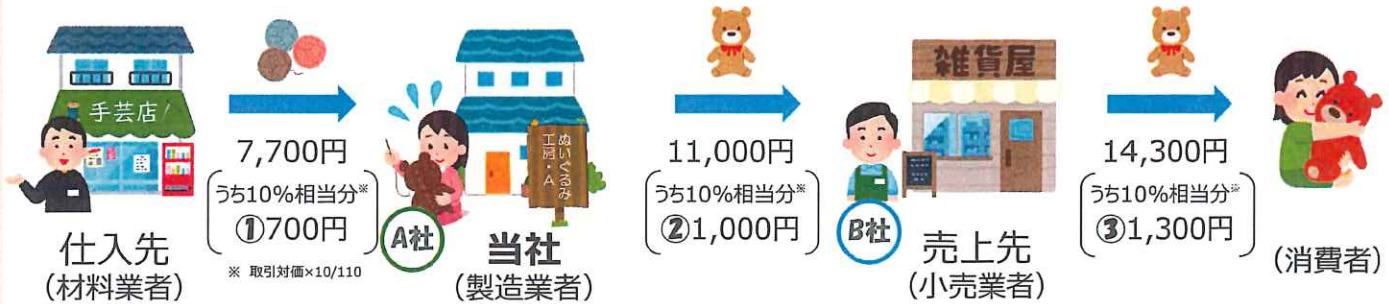 手芸店
7,700円
うち10%相当分※
①700円
※ 取引対価×10/110
仕入先
(材料業者)
A社
ぬいぐるみ
工房・A
当社
(製造業者)
11,000円
うち10%相当分※
②1,000円
雑貨屋
B社
売上先
(小売業者)
14,300円
うち10%相当分※
③1,300円
(消費者)